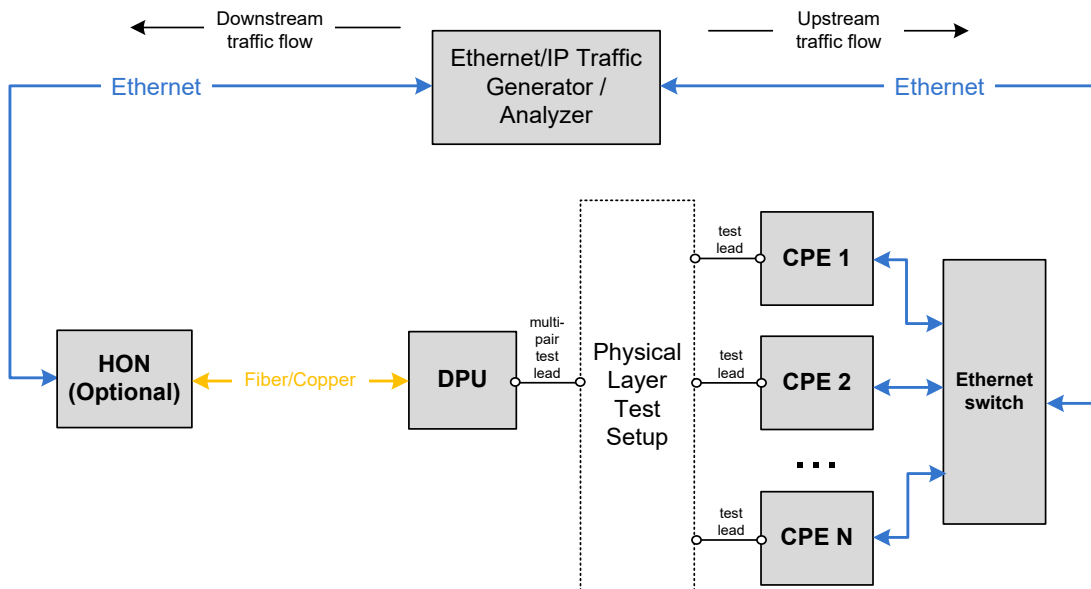 Downstream
traffic flow
Upstream
traffic flow
Ethernet/IP Traffic
Generator /
Analyzer
Ethernet
Ethernet
HON
(Optional)
Fiber/Copper
DPU
multi-
pair
test
lead
Physical
Layer
Test
Setup
test
lead
CPE 1
test
lead
CPE 2
...
test
lead
CPE N
Ethernet
switch